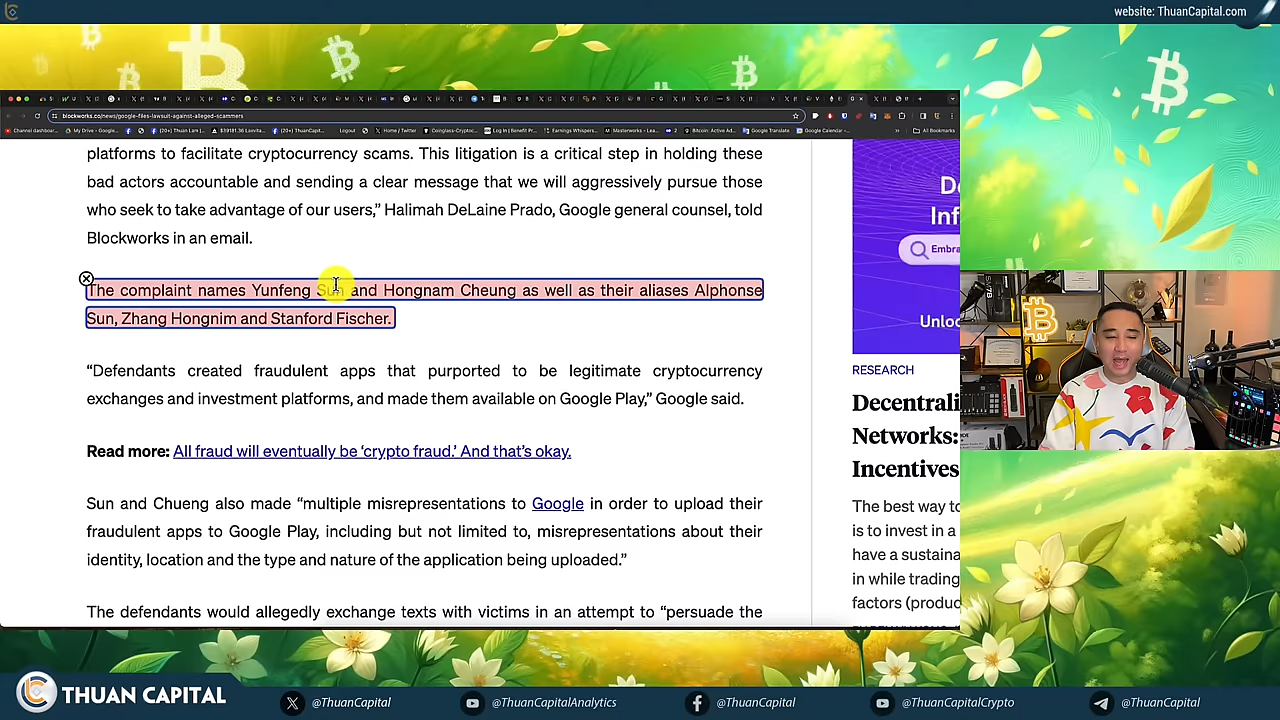 website: ThuanCapital.com
blockworks.co/news/google-files-lawsuit-against-alleged-scammers
platforms to facilitate cryptocurrency scams. This litigation is a critical step in holding these
bad actors accountable and sending a clear message that we will aggressively pursue those
who seek to take advantage of our users,” Halimah DeLaine Prado, Google general counsel, told
Blockworks in an email.
The complaint names Yunfeng Sun and Hongnam Cheung as well as their aliases Alphonse
Sun, Zhang Hongnim and Stanford Fischer.
“Defendants created fraudulent apps that purported to be legitimate cryptocurrency
exchanges and investment platforms, and made them available on Google Play,” Google said.
Read more: All fraud will eventually be ‘crypto fraud.’ And that’s okay.
Sun and Chueng also made “multiple misrepresentations to Google in order to upload their
fraudulent apps to Google Play, including but not limited to, misrepresentations about their
identity, location and the type and nature of the application being uploaded.”
The defendants would allegedly exchange texts with victims in an attempt to “persuade the
De
Inf
Embra
Unloc
RESEARCH
Decentrali
Networks:
Incentives
The best way to
is to invest in a
have a sustaina
in while trading
factors (produc
THUAN CAPITAL
@ThuanCapital
@ThuanCapitalAnalytics
@ThuanCapital
@ThuanCapitalCrypto
@ThuanCapital